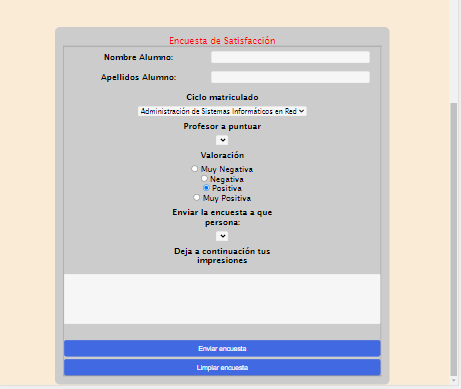 Encuesta de Satisfacción
Nombre Alumno:
Apellidos Alumno:
Ciclo matriculado
Administración de Sistemas Informáticos en Red
Profesor a puntuar
Valoración
Muy Negativa
Negativa
Positiva
Muy Positiva
Enviar la encuesta a que
persona:
Deja a continuación tus
impresiones
Enviar encuesta
Limpiar encuesta